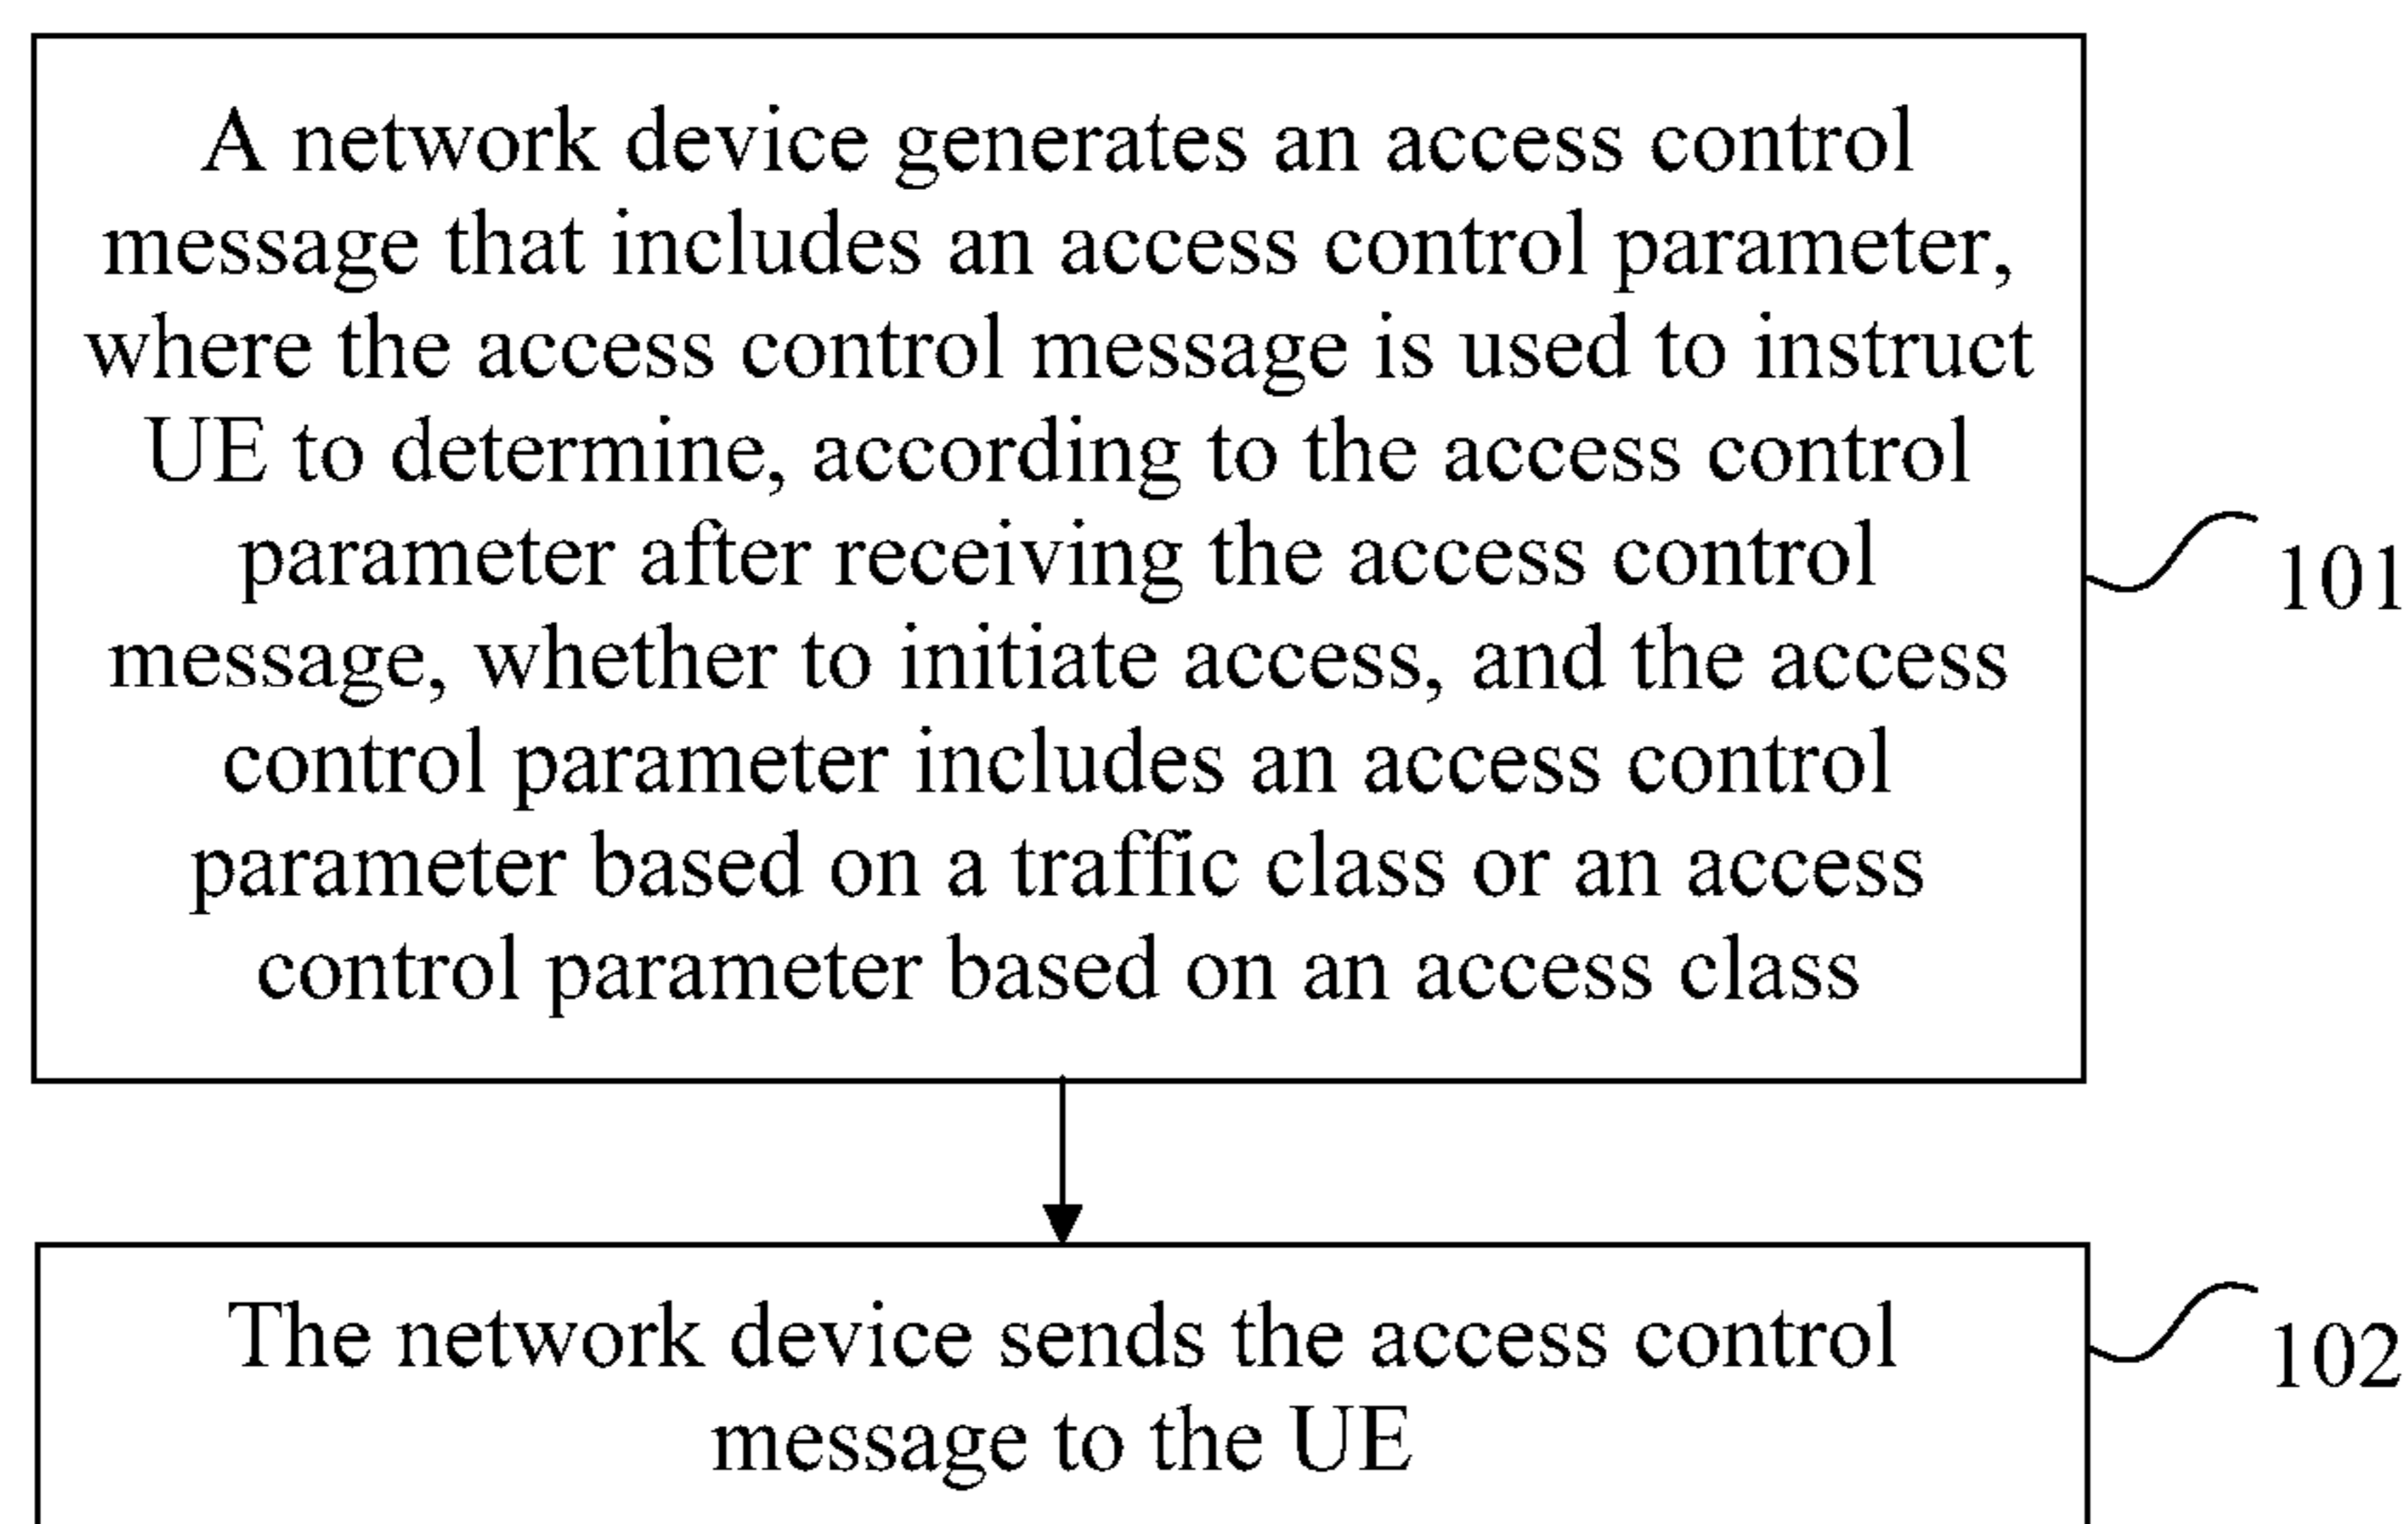 A network device generates an access control
message that includes an access control parameter,
where the access control message is used to instruct
UE to determine, according to the access control
parameter after receiving the access control
message, whether to initiate access, and the access
control parameter includes an access control
parameter based on a traffic class or an access
control parameter based on an access class
101
The network device sends the access control
message to the UE
102